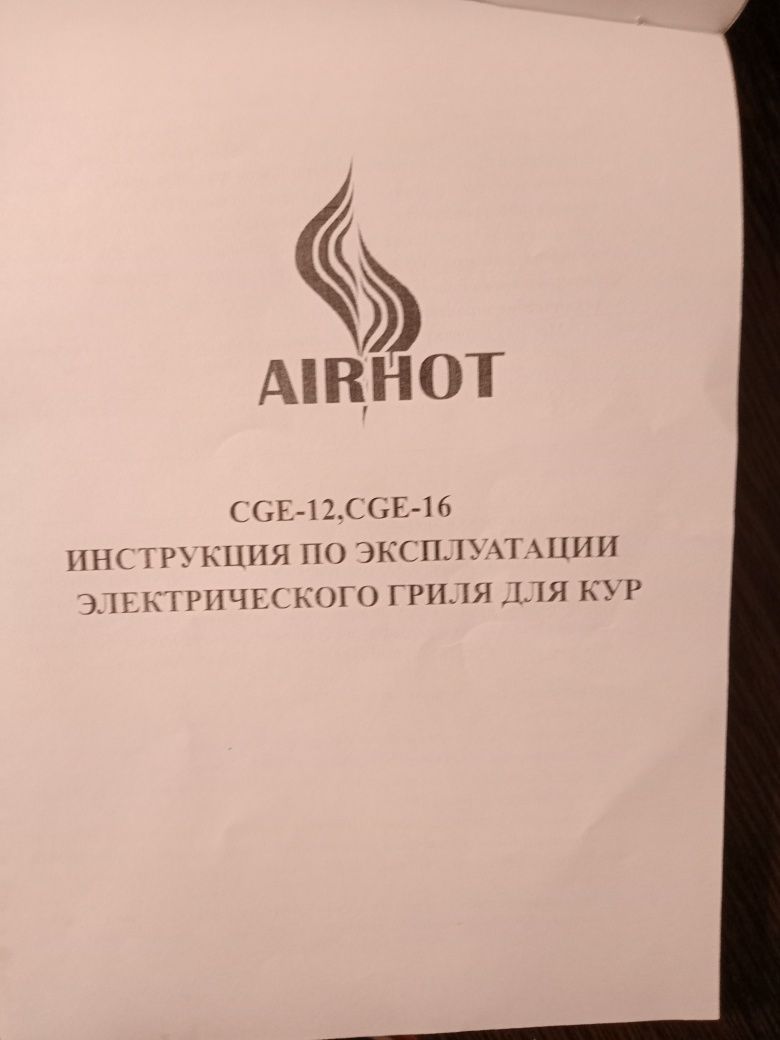 AIRHOT
CGE-12,CGE-16
ИНСТРУКЦИЯ ПО ЭКСПЛУАТАЦИИ
ЭЛЕКТРИЧЕСКОГО ГРИЛЯ ДЛЯ КУР